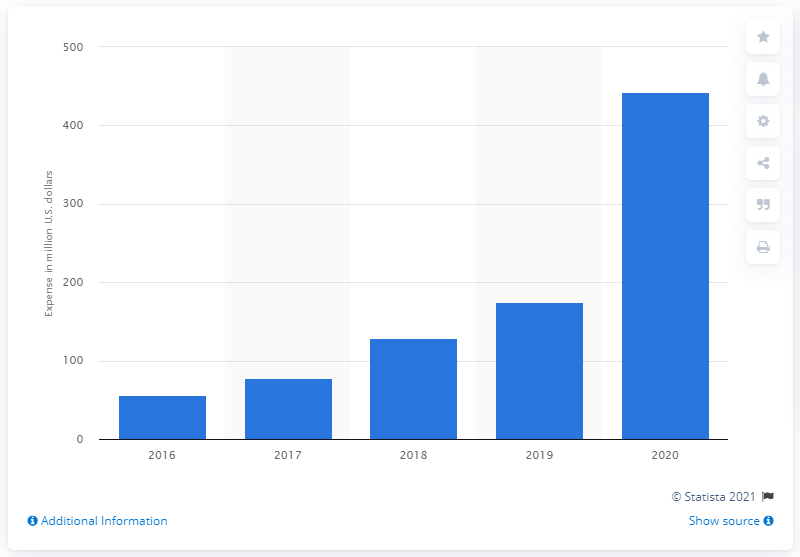 500
400
300
200
100
0
Expense in million U.S. dollars
2016 2017 2018 2019 2020
© Statista 2021
Additional Information
Show source